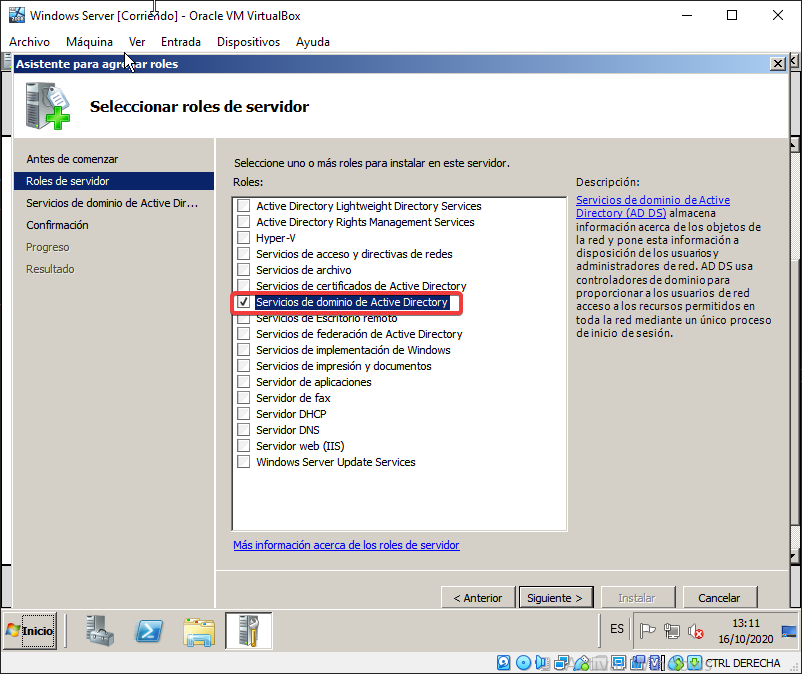 Windows Server [Corriendo] - Oracle VM VirtualBox
Archivo Máquina Ver Entrada Dispositivos Ayuda
Asistente para agregar roles
Seleccionar roles de servidor
Antes de comenzar
Roles de servidor
Servicios de dominio de Active Dir...
Confirmación
Progreso
Resultado
Seleccione uno o más roles para instalar en este servidor.
Roles:
Active Directory Lightweight Directory Services
Active Directory Rights Management Services
Hyper-V
Servicios de acceso y directivas de redes
Servicios de archivo
Servicios de certificados de Active Directory
Servicios de dominio de Active Directory
Servicios de Escritorio remoto
Servicios de federación de Active Directory
Servicios de implementación de Windows
Servicios de impresión y documentos
Servidor de aplicaciones
Servidor de fax
Servidor DHCP
Servidor DNS
Servidor web (IIS)
Windows Server Update Services
Más información acerca de los roles de servidor
Descripción:
Servicios de dominio de Active
Directory (AD DS) almacena
información acerca de los objetos de
la red y pone esta información a
disposición de los usuarios y
administradores de red. AD DS usa
controladores de dominio para
proporcionar a los usuarios de red
acceso a los recursos permitidos en
toda la red mediante un único proceso
de inicio de sesión.
< Anterior Siguiente > Instalar Cancelar
Inicio
ES
13:11
16/10/2020
CTRL DERECHA